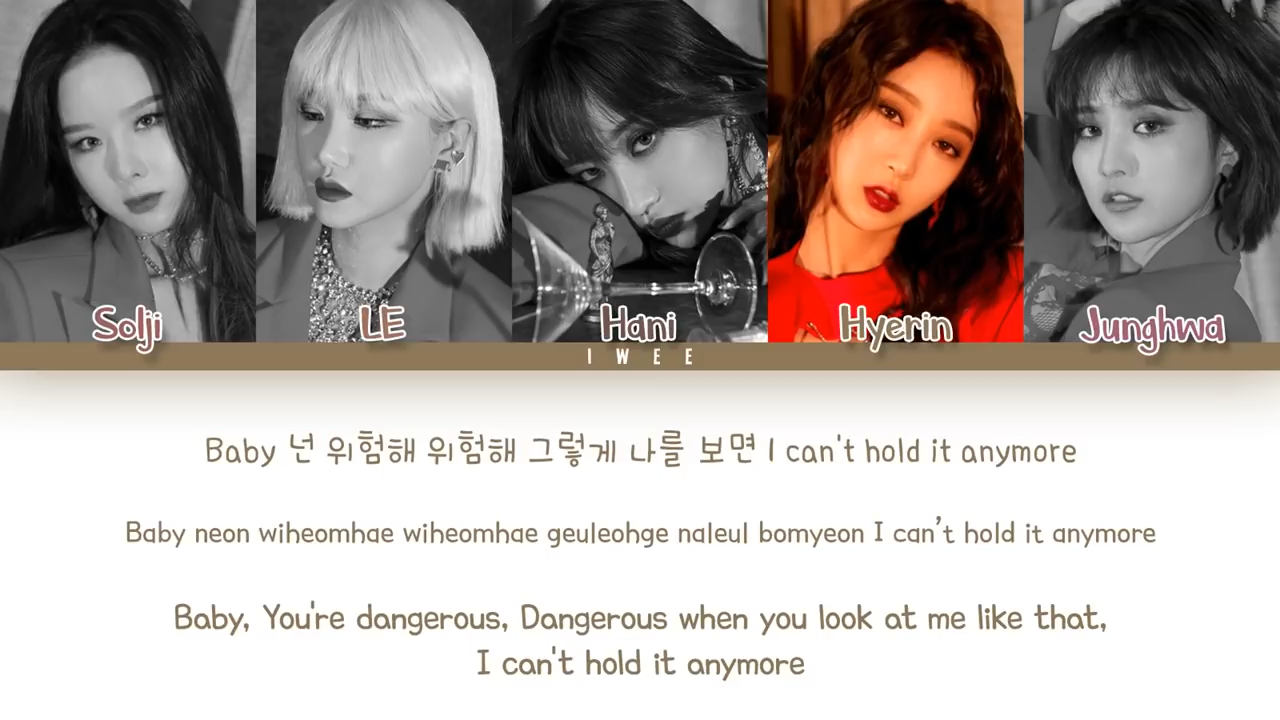 Solji
LE
Hani
Hyerin
Junghwa
IWEE
Baby 넌 위험해 위험해 그렇게 나를 보면 I can't hold it anymore
Baby neon wiheomhae wiheomhae geuleohge naleul bomyeon I can’t hold it anymore
Baby, You're dangerous, Dangerous when you look at me like that,
I can't hold it anymore